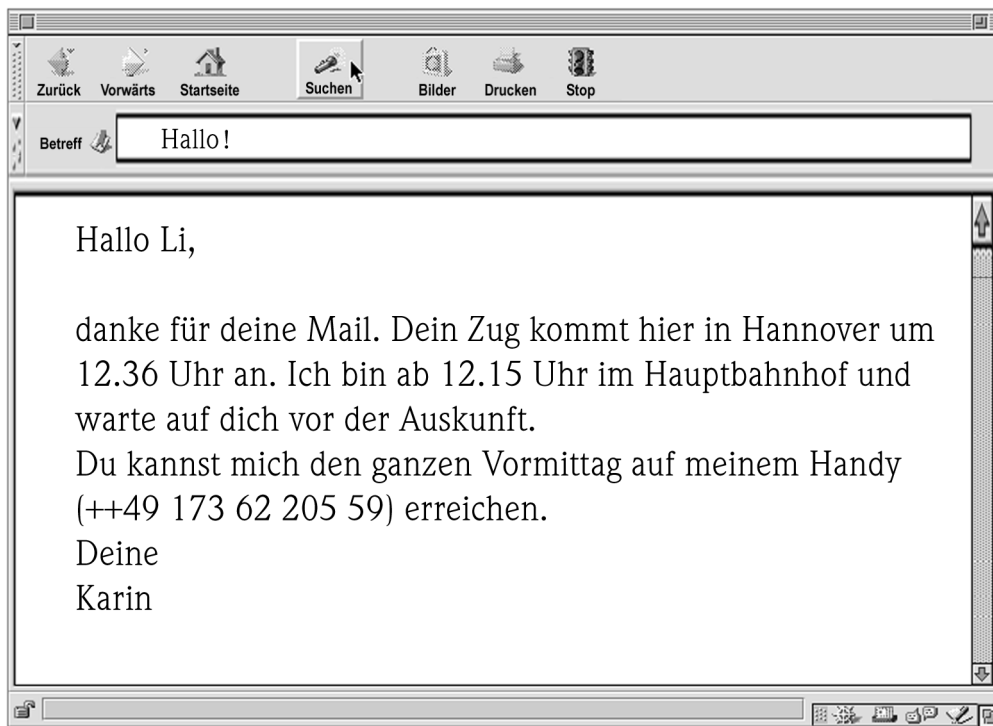 Zurück Vorwärts Startseite Suchen Bilder Drucken Stop
Betreff Hallo!
Hallo Li,
danke für deine Mail. Dein Zug kommt hier in Hannover um
12.36 Uhr an. Ich bin ab 12.15 Uhr im Hauptbahnhof und
warte auf dich vor der Auskunft.
Du kannst mich den ganzen Vormittag auf meinem Handy
(++49 173 62 205 59) erreichen.
Deine
Karin